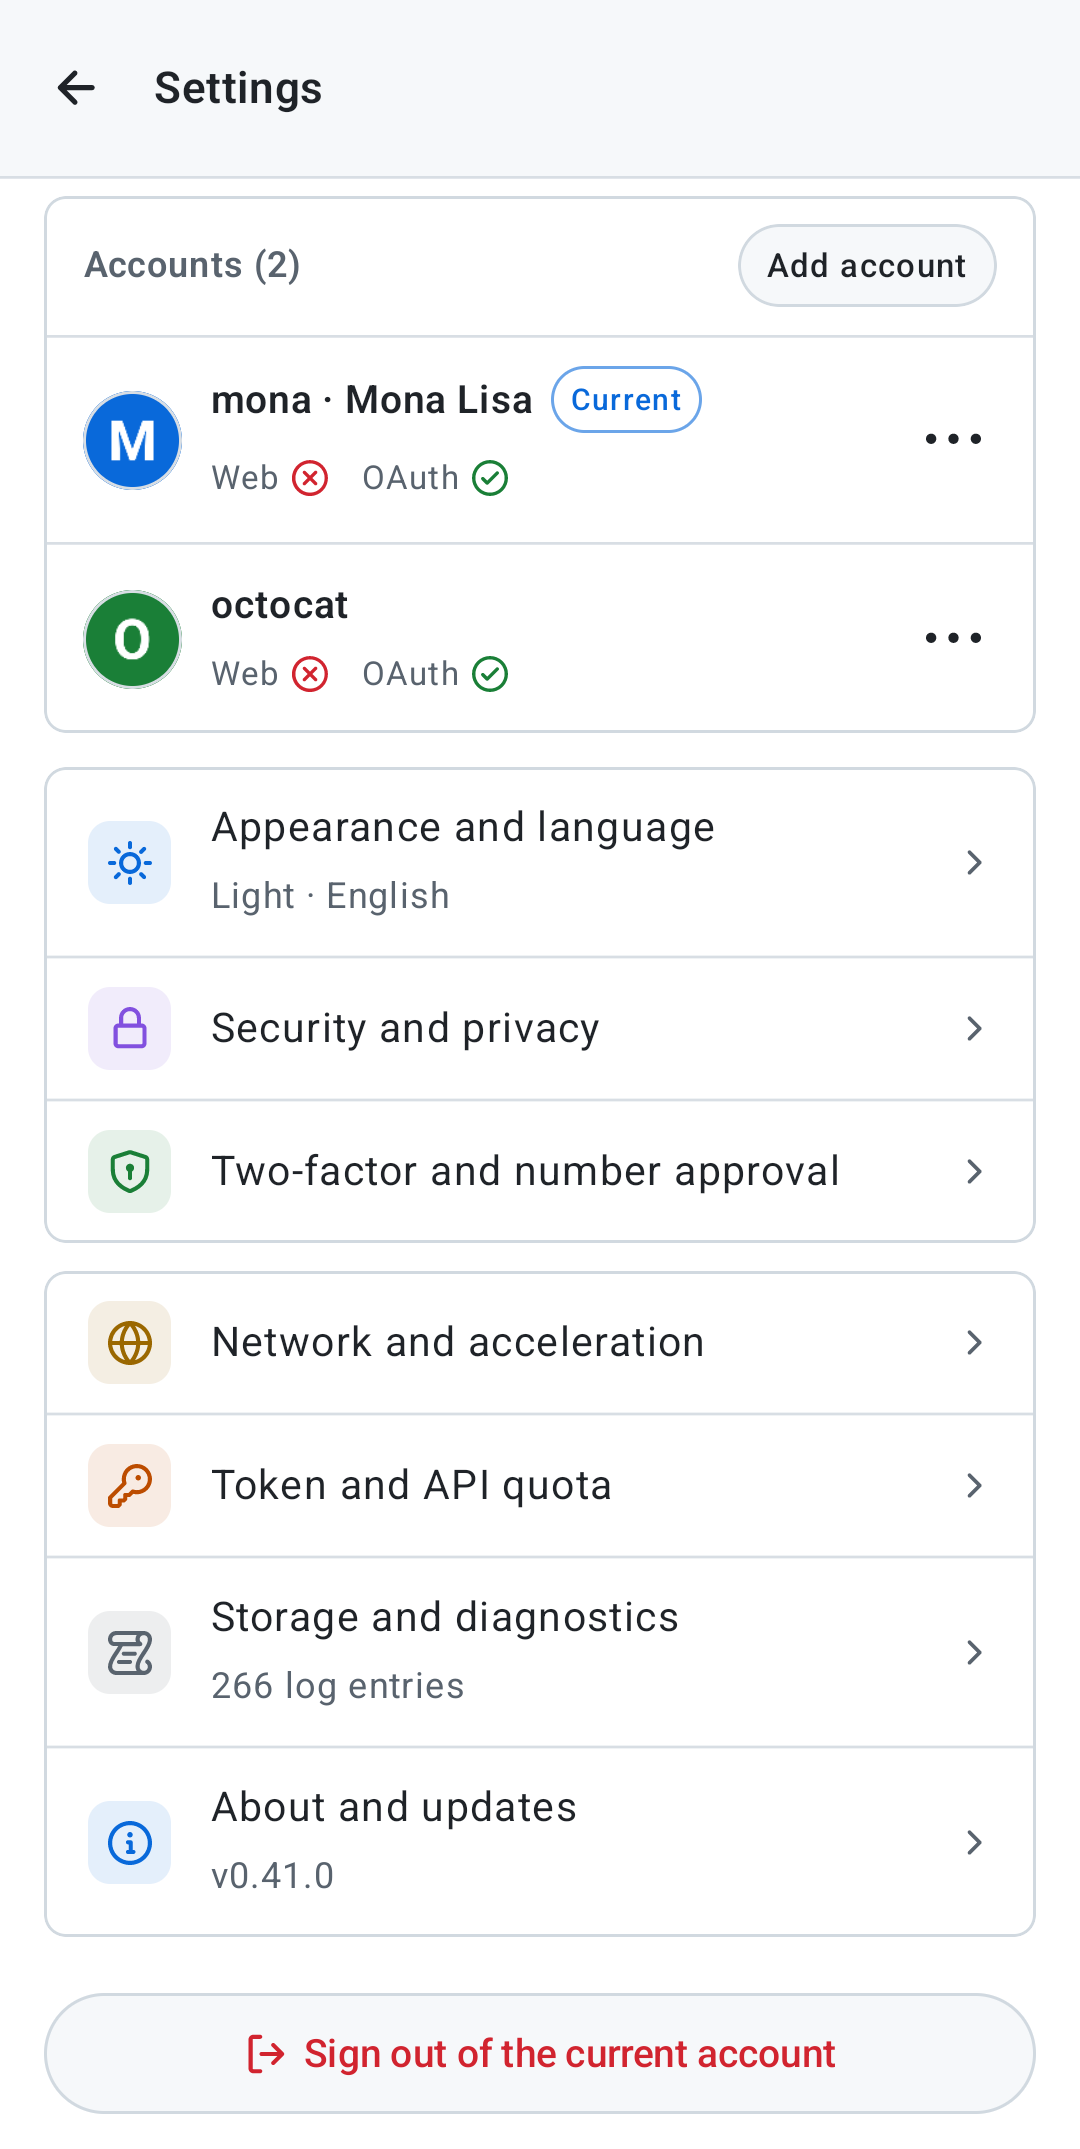 Settings
Accounts (2)
Add account
M
mona · Mona Lisa
Current
Web
OAuth
O
octocat
Web
OAuth
Appearance and language
Light · English
Security and privacy
Two-factor and number approval
Network and acceleration
Token and API quota
Storage and diagnostics
266 log entries
About and updates
v0.41.0
Sign out of the current account